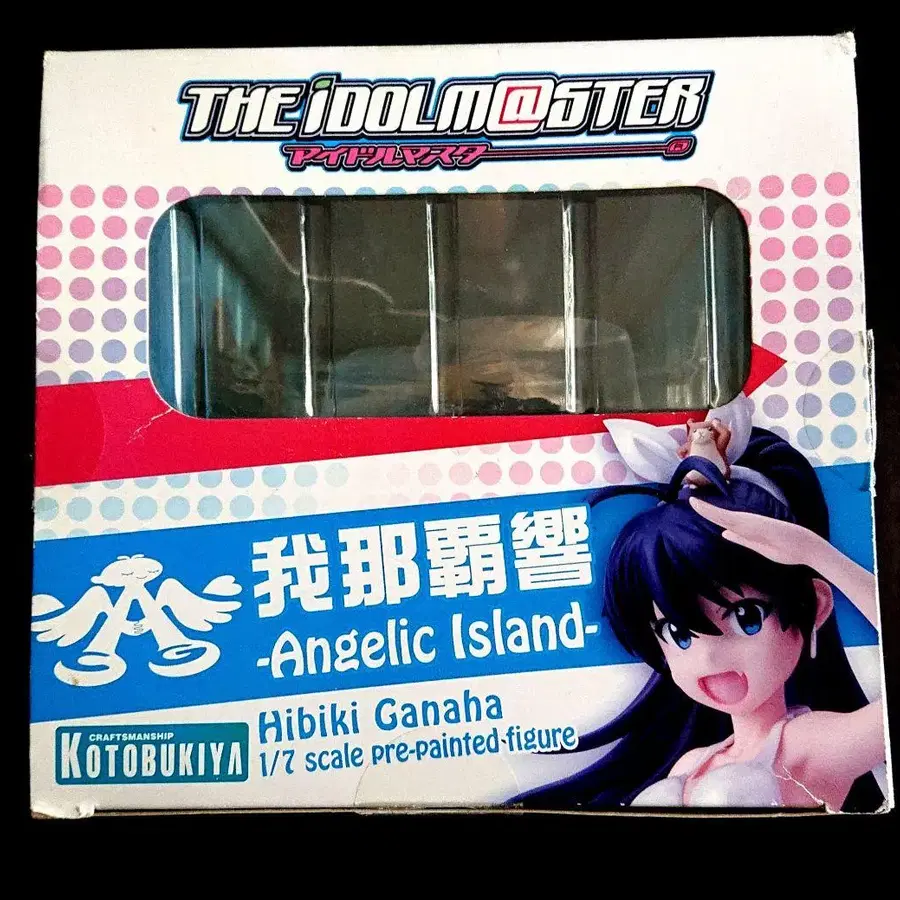 THE iDOLM@STER
アイドルマスター
我那覇響
-Angelic Island-
Hibiki Ganaha
1/7 scale pre-painted figure
CRAFTSMANSHIP
KOTOBUKIYA